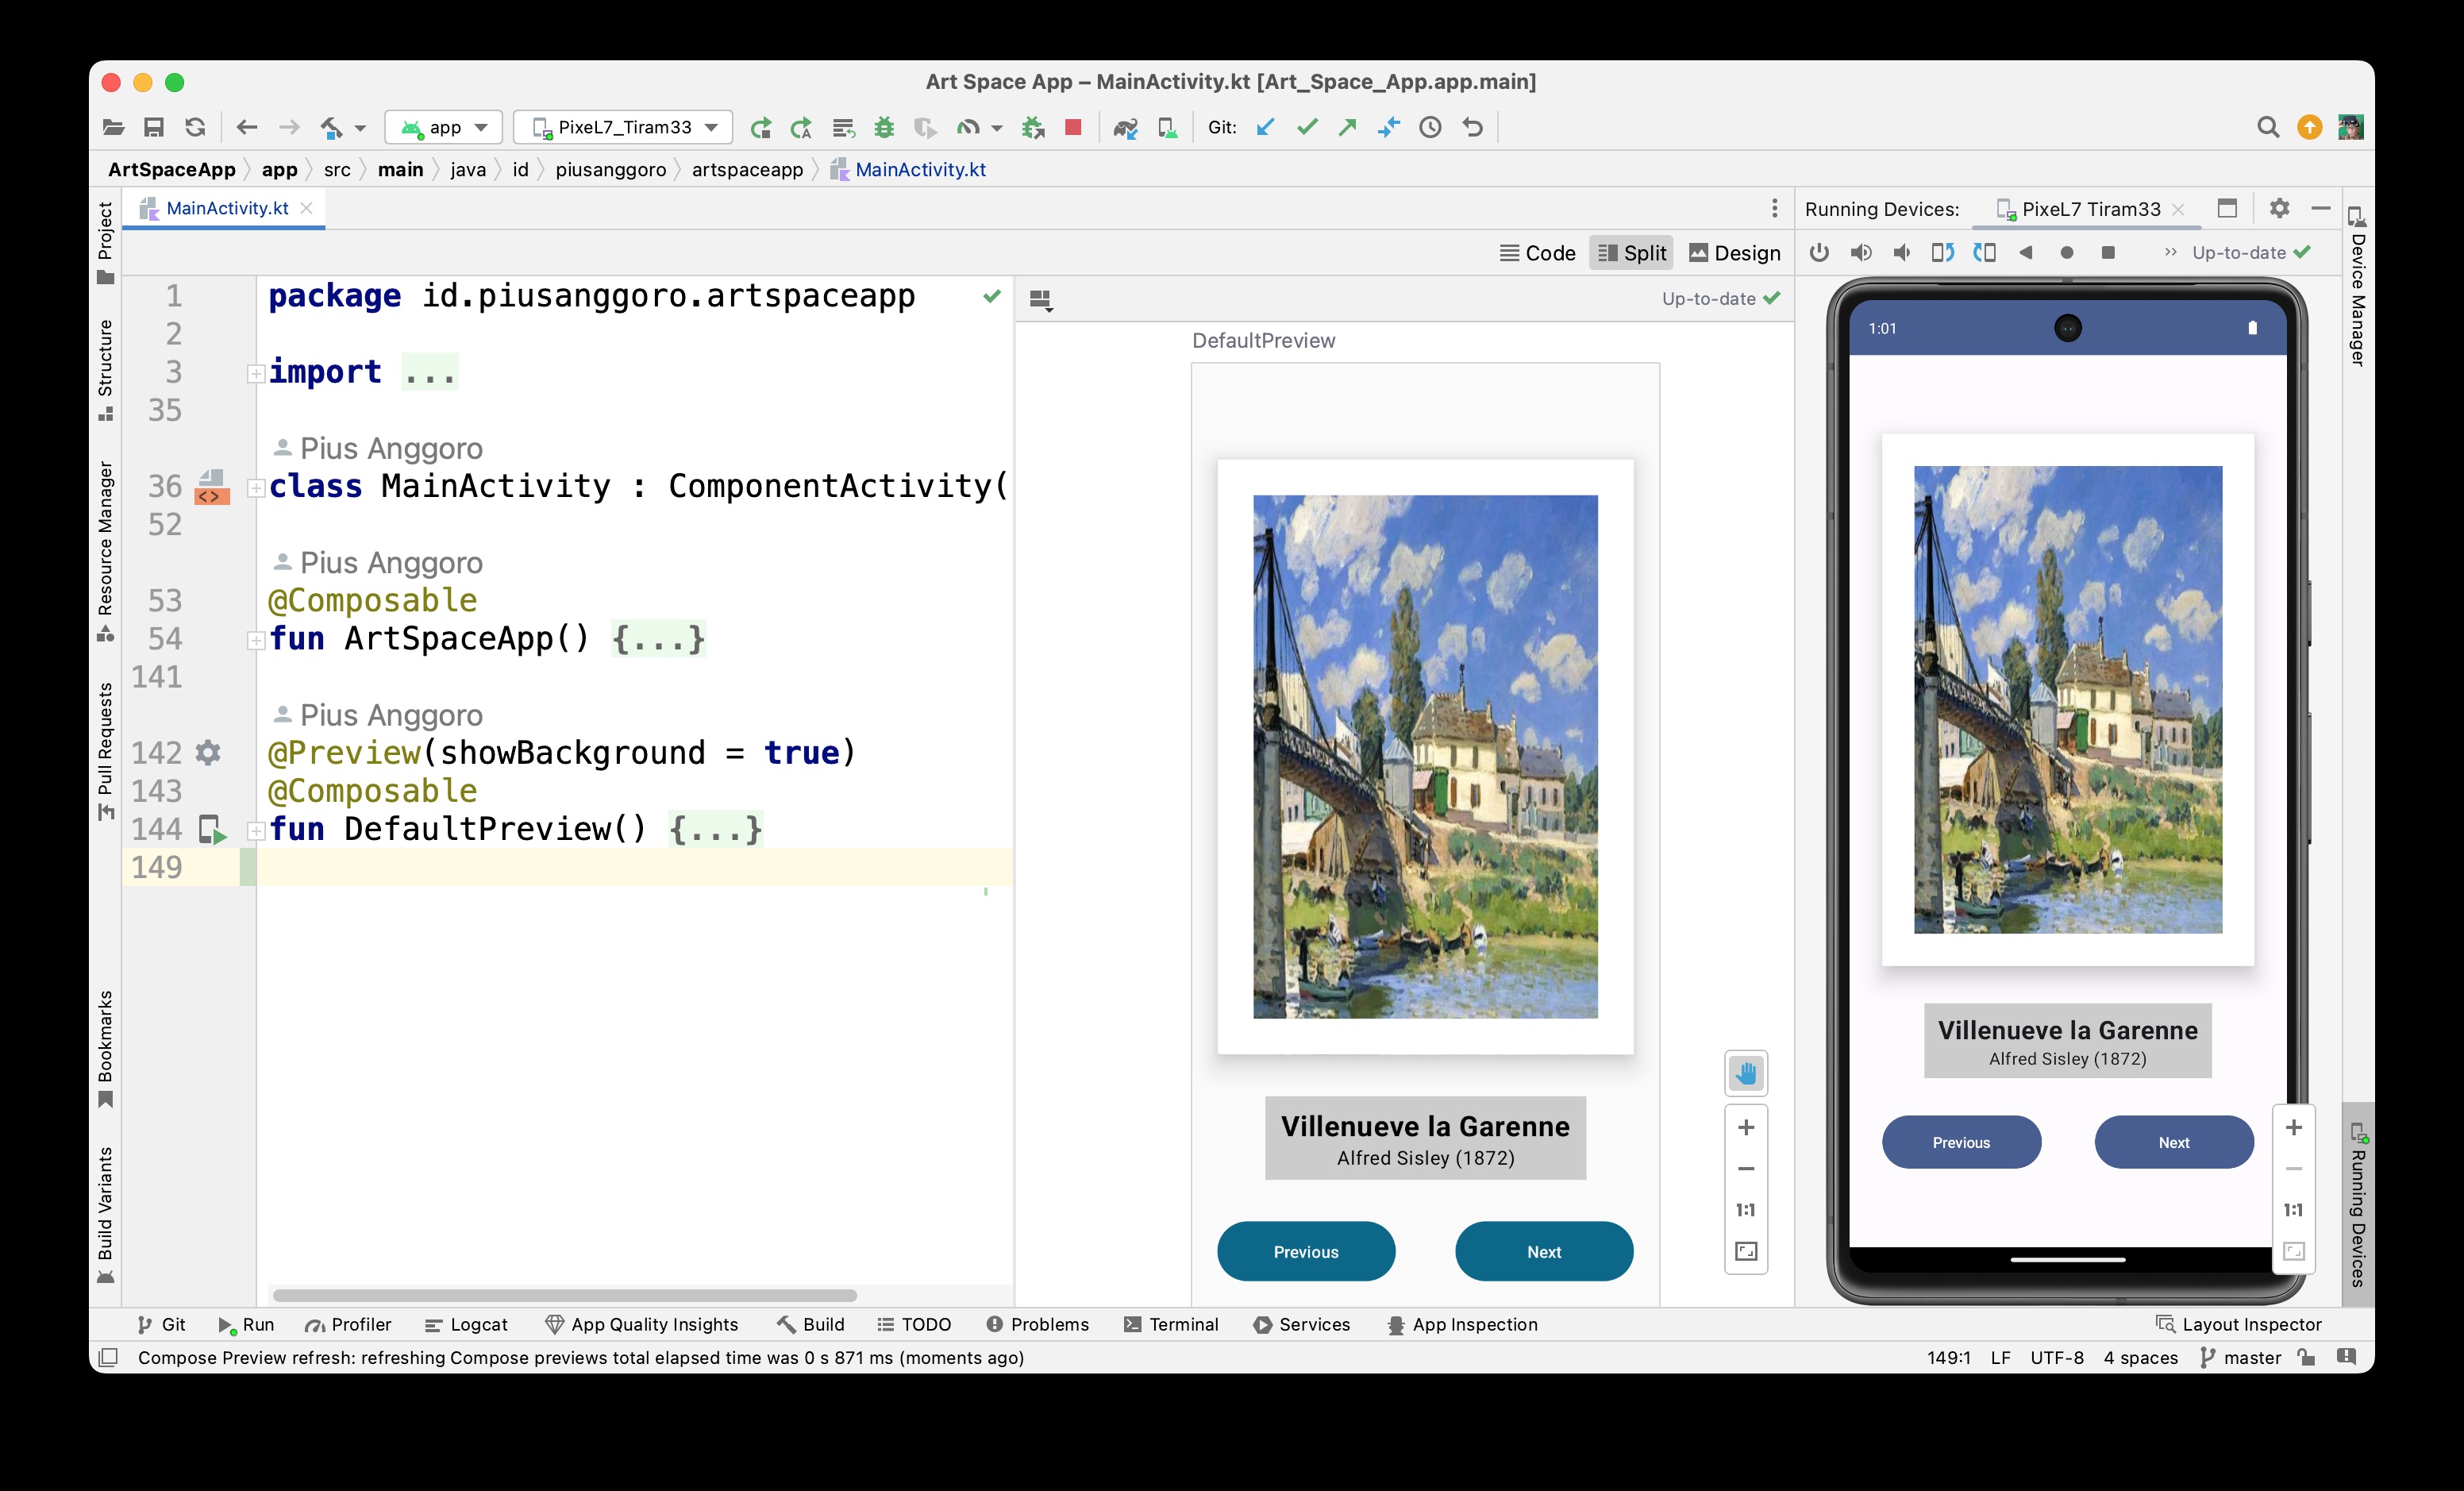 Art Space App – MainActivity.kt [Art_Space_App.app.main]
app
PixeL7_Tiram33
Git:
ArtSpaceApp
app
src
main
java
id
piusanggoro
artspaceapp
MainActivity.kt
MainActivity.kt
Running Devices:
PixeL7 Tiram33
Code
Split
Design
Up-to-date
Project
Structure
Resource Manager
Pull Requests
Bookmarks
Build Variants
1 package id.piusanggoro.artspaceapp
2
3 import ...
35
Pius Anggoro
36 class MainActivity : ComponentActivity(
52
Pius Anggoro
53 @Composable
54 fun ArtSpaceApp() {...}
141
Pius Anggoro
142 @Preview(showBackground = true)
143 @Composable
144 fun DefaultPreview() {...}
149
Up-to-date
DefaultPreview
Villenueve la Garenne
Alfred Sisley (1872)
Previous
Next
1:1
1:01
Villenueve la Garenne
Alfred Sisley (1872)
Previous
Next
1:1
Device Manager
Running Devices
Git
Run
Profiler
Logcat
App Quality Insights
Build
TODO
Problems
Terminal
Services
App Inspection
Layout Inspector
Compose Preview refresh: refreshing Compose previews total elapsed time was 0 s 871 ms (moments ago)
149:1
LF
UTF-8
4 spaces
master